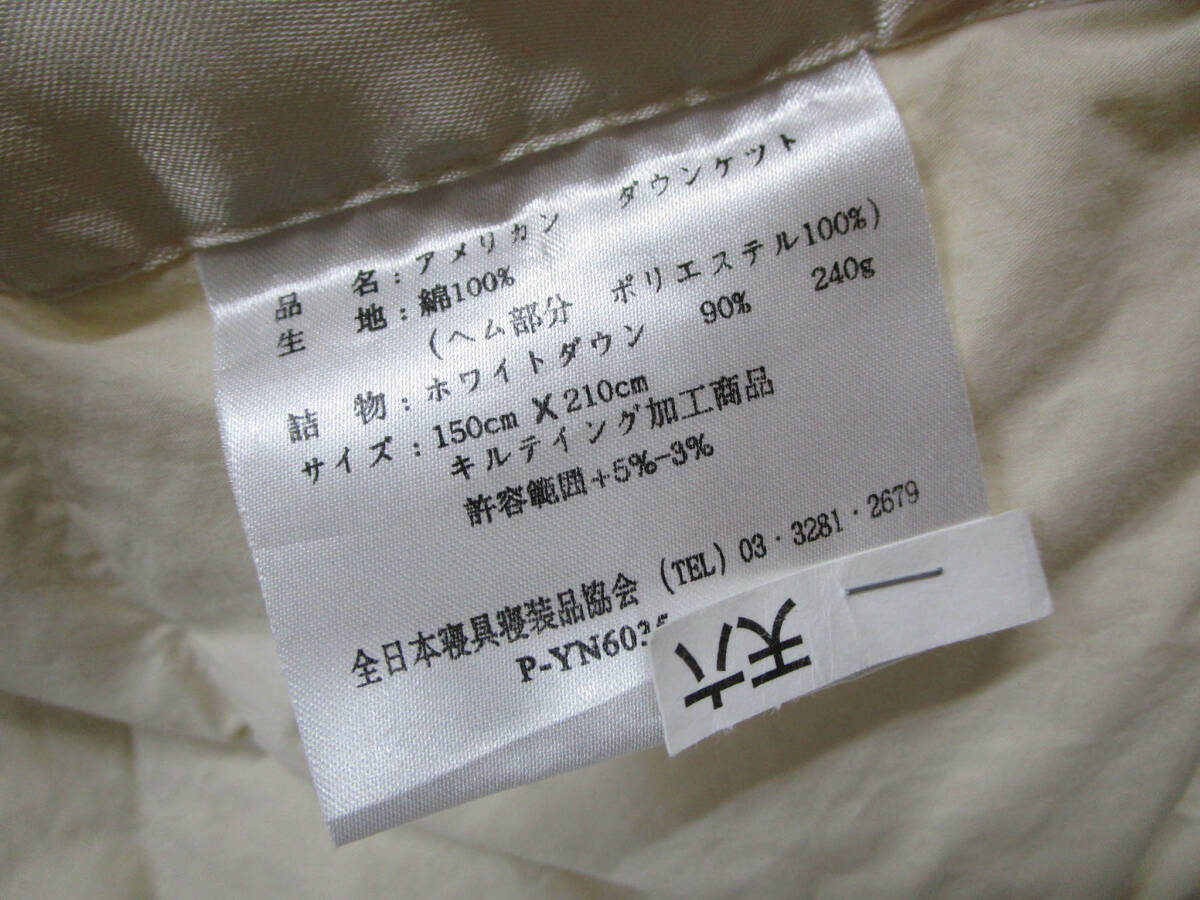 品　名：アメリカン　ダウンケツト
生　地：綿100%
(ヘム部分　ポリエステル100%)
詰　物：ホワイトダウン　90%　240g
サイズ：150cm X 210cm
キルテイング加工商品
許容範囲+5%-3%
全日本寝具寝装品協会 (TEL) 03・3281・2679
P-YN603
天六